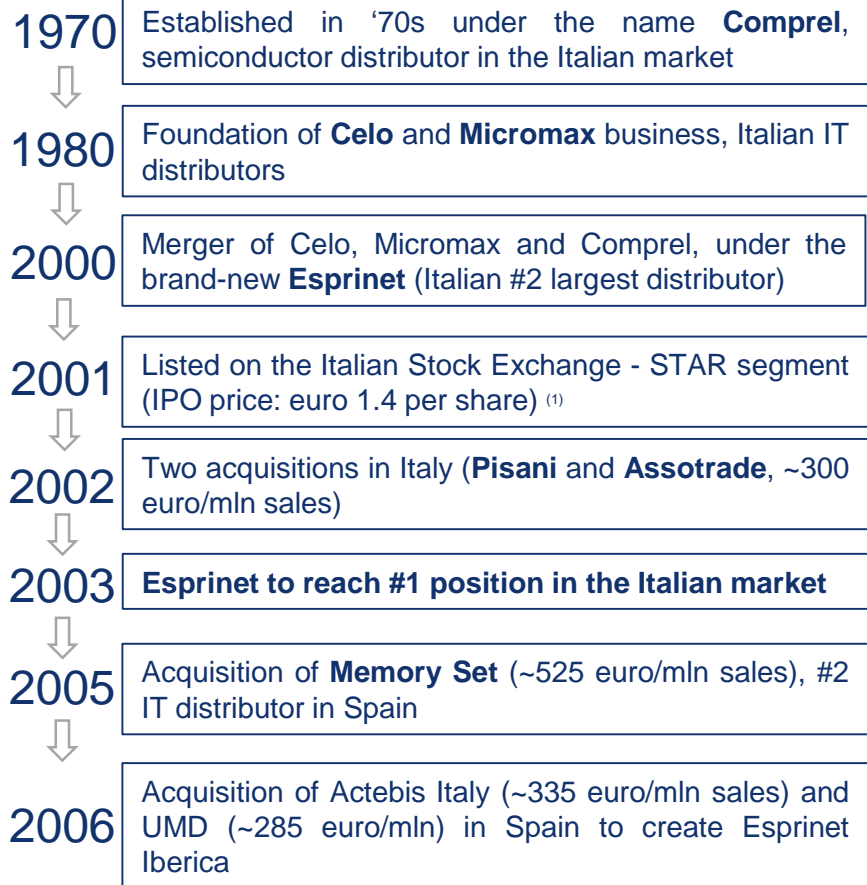 1970
Established in ‘70s under the name Comprel,
semiconductor distributor in the Italian market
1980
Foundation of Celo and Micromax business, Italian IT
distributors
2000
Merger of Celo, Micromax and Comprel, under the
brand-new Esprinet (Italian #2 largest distributor)
2001
Listed on the Italian Stock Exchange - STAR segment
(IPO price: euro 1.4 per share) (1)
2002
Two acquisitions in Italy (Pisani and Assotrade, ~300
euro/mln sales)
2003
Esprinet to reach #1 position in the Italian market
2005
Acquisition of Memory Set (~525 euro/mln sales), #2
IT distributor in Spain
2006
Acquisition of Actebis Italy (~335 euro/mln sales) and
UMD (~285 euro/mln) in Spain to create Esprinet
Iberica